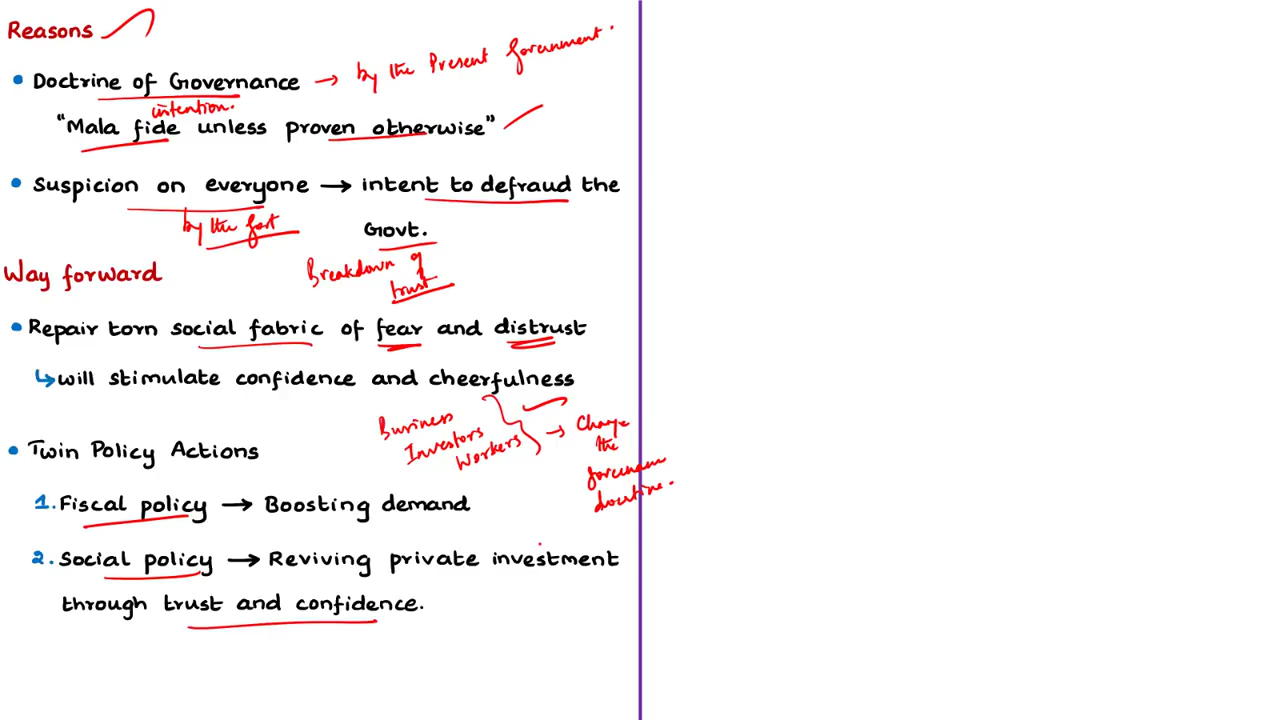 Reasons
• Doctrine of Governance → by the Present Government.
intention.
"Mala fide unless proven otherwise"
• Suspicion on everyone → intent to defraud the
by the Govt
Govt.
Breakdown of
trust
Way forward
• Repair torn social fabric of fear and distrust
↳ will stimulate confidence and cheerfulness
Business
Investors
Workers
→ Change
the
Government
doctrine.
• Twin Policy Actions
1. Fiscal policy → Boosting demand
2. Social policy → Reviving private investment
through trust and confidence.